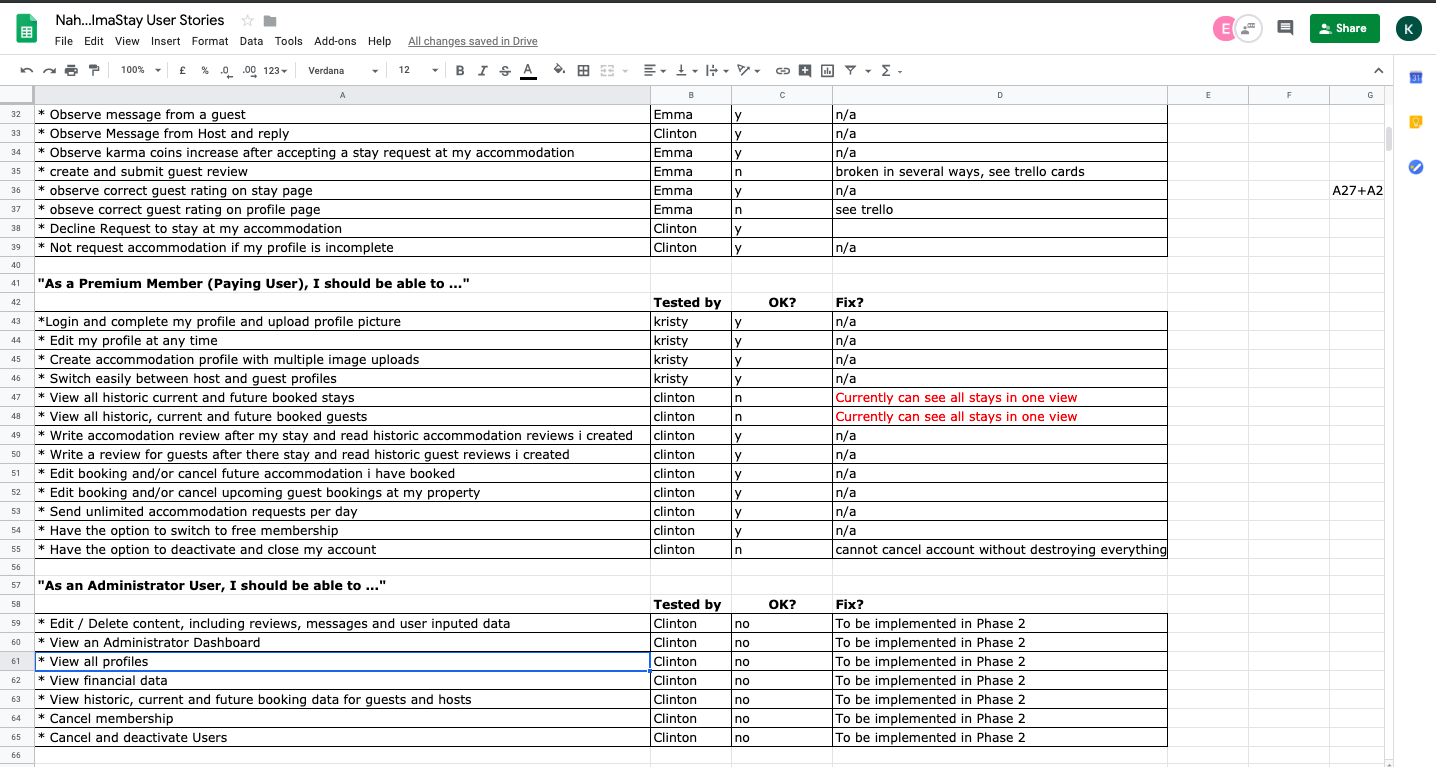 Nah...ImaStay User Stories
File Edit View Insert Format Data Tools Add-ons Help All changes saved in Drive
E
Share
K
100% £ % .0 .00 123 Verdana 12 B I S A
31
A B C D E F G
32 * Observe message from a guest Emma y n/a
33 * Observe Message from Host and reply Clinton y n/a
34 * Observe karma coins increase after accepting a stay request at my accommodation Emma y n/a
35 * create and submit guest review Emma n broken in several ways, see trello cards
36 * observe correct guest rating on stay page Emma y n/a A27+A2
37 * obseve correct guest rating on profile page Emma n see trello
38 * Decline Request to stay at my accommodation Clinton y
39 * Not request accommodation if my profile is incomplete Clinton y n/a
40
41 "As a Premium Member (Paying User), I should be able to ..."
42 Tested by OK? Fix?
43 *Login and complete my profile and upload profile picture kristy y n/a
44 * Edit my profile at any time kristy y n/a
45 * Create accommodation profile with multiple image uploads kristy y n/a
46 * Switch easily between host and guest profiles kristy y n/a
47 * View all historic current and future booked stays clinton n Currently can see all stays in one view
48 * View all historic, current and future booked guests clinton n Currently can see all stays in one view
49 * Write accomodation review after my stay and read historic accommodation reviews i created clinton y n/a
50 * Write a review for guests after there stay and read historic guest reviews i created clinton y n/a
51 * Edit booking and/or cancel future accommodation i have booked clinton y n/a
52 * Edit booking and/or cancel upcoming guest bookings at my property clinton y n/a
53 * Send unlimited accommodation requests per day clinton y n/a
54 * Have the option to switch to free membership clinton y n/a
55 * Have the option to deactivate and close my account clinton n cannot cancel account without destroying everything
56
57 "As an Administrator User, I should be able to ..."
58 Tested by OK? Fix?
59 * Edit / Delete content, including reviews, messages and user inputed data Clinton no To be implemented in Phase 2
60 * View an Administrator Dashboard Clinton no To be implemented in Phase 2
61 * View all profiles Clinton no To be implemented in Phase 2
62 * View financial data Clinton no To be implemented in Phase 2
63 * View historic, current and future booking data for guests and hosts Clinton no To be implemented in Phase 2
64 * Cancel membership Clinton no To be implemented in Phase 2
65 * Cancel and deactivate Users Clinton no To be implemented in Phase 2
66